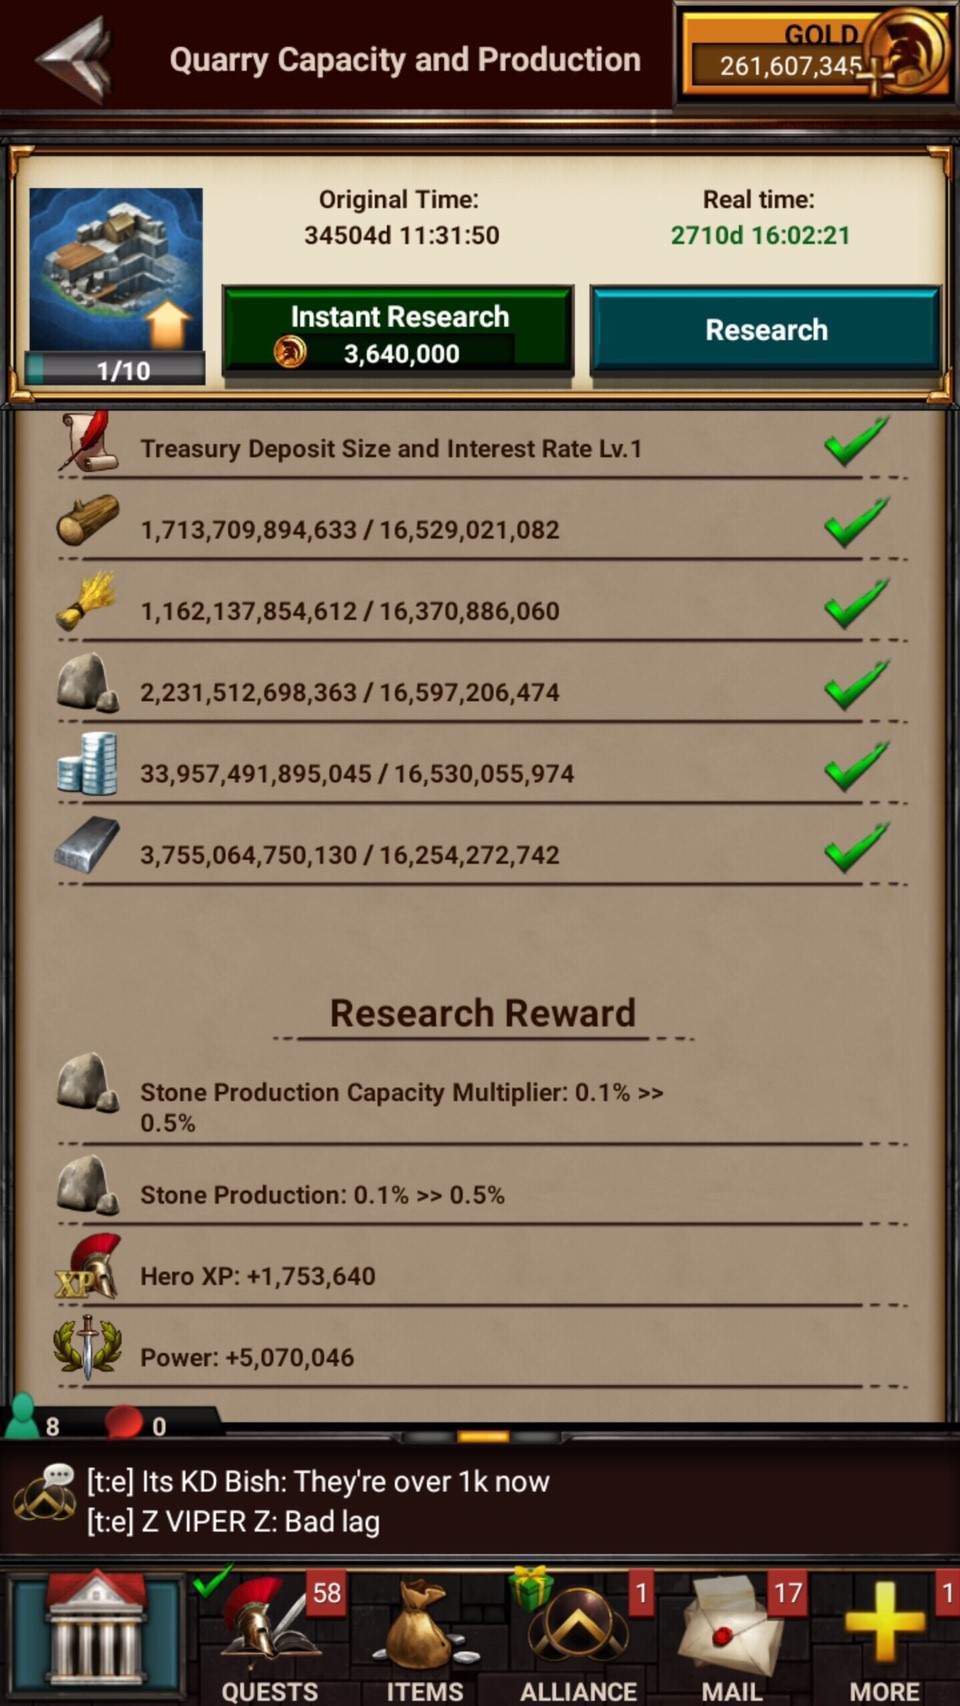 Quarry Capacity and Production
GOLD
261,607,345
Original Time:
34504d 11:31:50
Real time:
2710d 16:02:21
Instant Research
3,640,000
Research
1/10
Treasury Deposit Size and Interest Rate Lv.1
1,713,709,894,633 / 16,529,021,082
1,162,137,854,612 / 16,370,886,060
2,231,512,698,363 / 16,597,206,474
33,957,491,895,045 / 16,530,055,974
3,755,064,750,130 / 16,254,272,742
Research Reward
Stone Production Capacity Multiplier: 0.1% >>
0.5%
Stone Production: 0.1% >> 0.5%
XP
Hero XP: +1,753,640
Power: +5,070,046
8
0
[t:e] Its KD Bish: They're over 1k now
[t:e] Z VIPER Z: Bad lag
58
1
17
1
QUESTS
ITEMS
ALLIANCE
MAIL
MORE